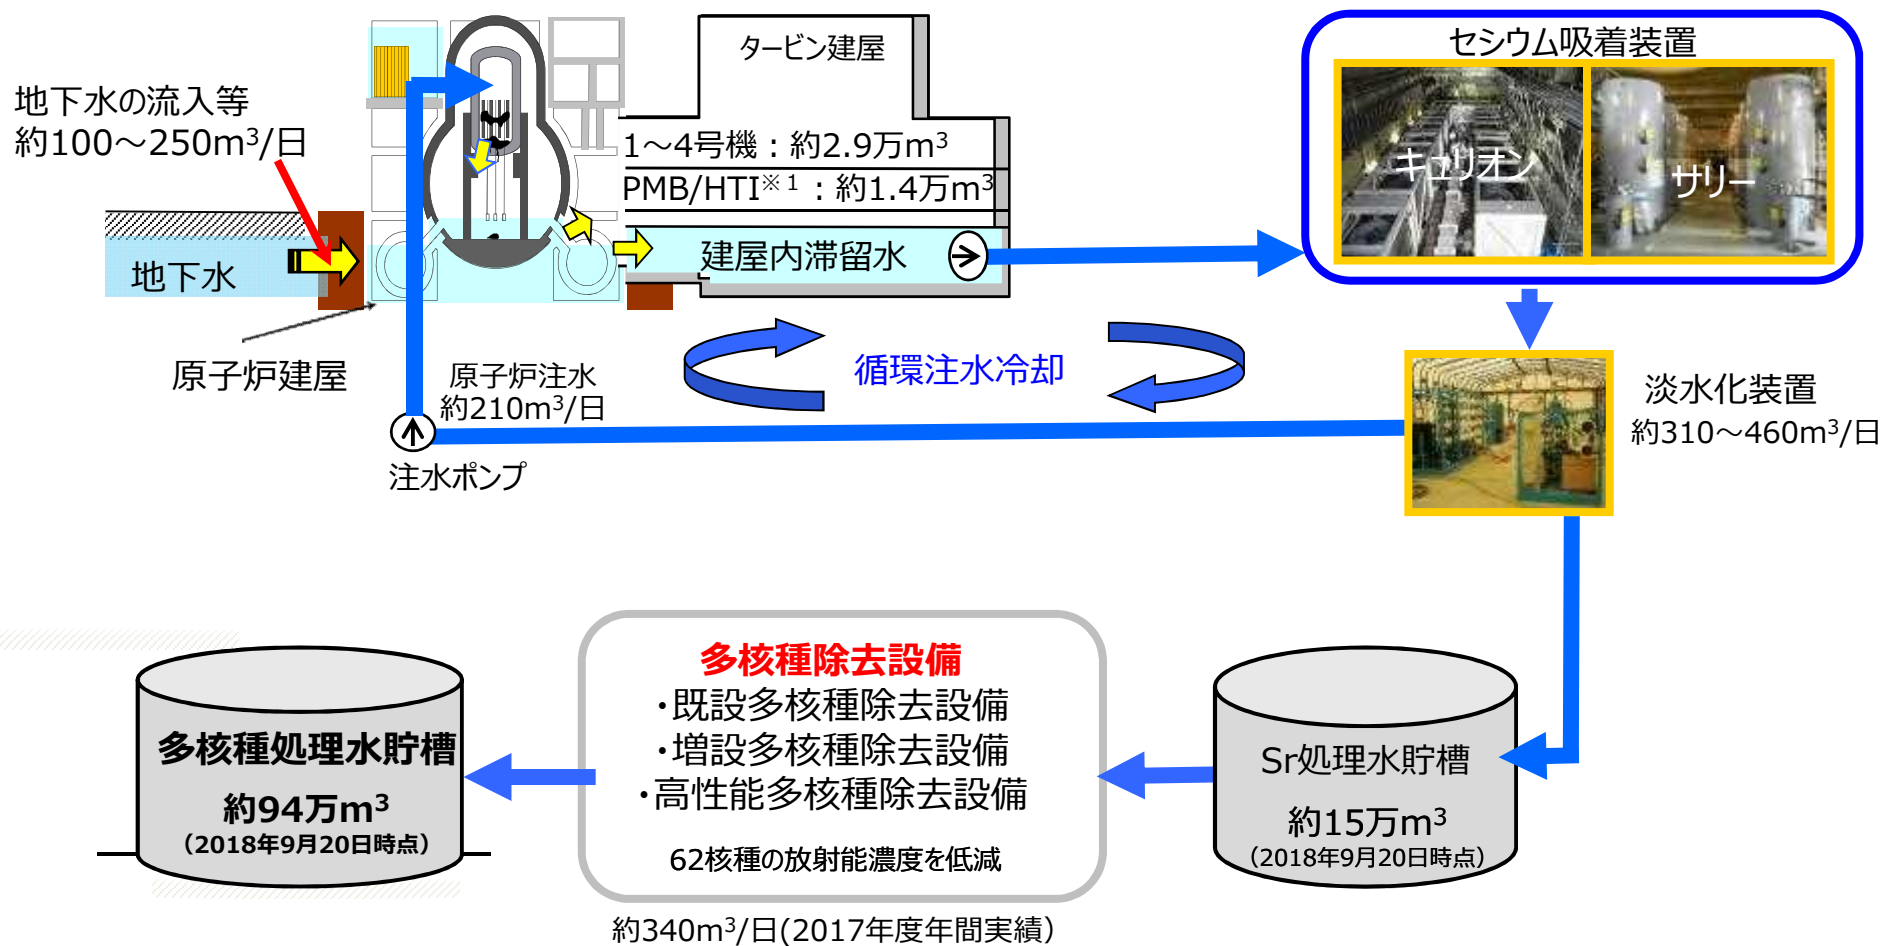 タービン建屋
セシウム吸着装置
キュリオン
サリー
地下水の流入等
約100～250m³/日
1～4号機：約2.9万m³
PMB/HTI※１：約1.4万m³
建屋内滞留水
地下水
原子炉建屋
原子炉注水
約210m³/日
循環注水冷却
注水ポンプ
淡水化装置
約310～460m³/日
多核種除去設備
・既設多核種除去設備
・増設多核種除去設備
・高性能多核種除去設備
62核種の放射能濃度を低減
約340m³/日(2017年度年間実績）
多核種処理水貯槽
約94万m³
（2018年9月20日時点）
Sr処理水貯槽
約15万m³
（2018年9月20日時点）